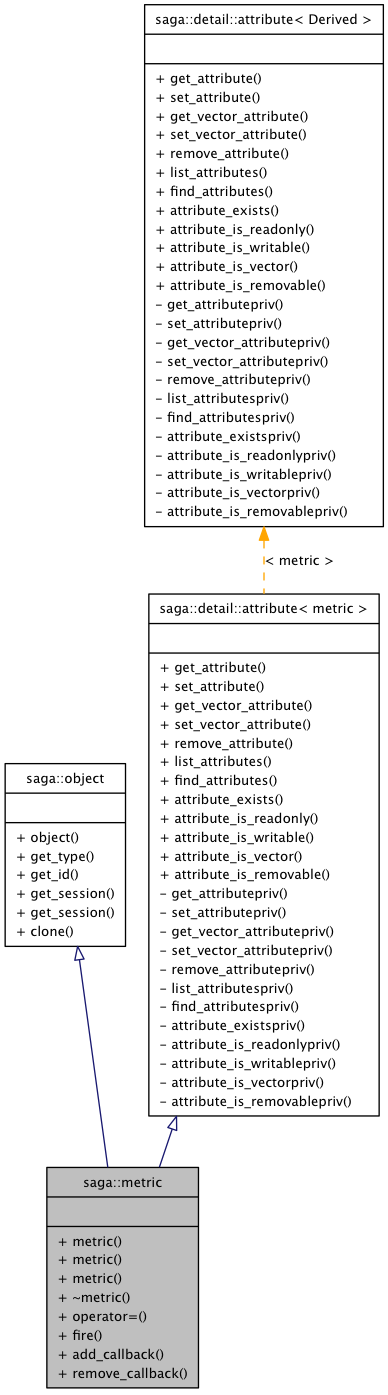 saga::detail::attribute< Derived >
+ get_attribute()
+ set_attribute()
+ get_vector_attribute()
+ set_vector_attribute()
+ remove_attribute()
+ list_attributes()
+ find_attributes()
+ attribute_exists()
+ attribute_is_readonly()
+ attribute_is_writable()
+ attribute_is_vector()
+ attribute_is_removable()
– get_attributepriv()
– set_attributepriv()
– get_vector_attributepriv()
– set_vector_attributepriv()
– remove_attributepriv()
– list_attributespriv()
– find_attributespriv()
– attribute_existspriv()
– attribute_is_readonlypriv()
– attribute_is_writablepriv()
– attribute_is_vectorpriv()
– attribute_is_removablepriv()
< metric >
saga::detail::attribute< metric >
+ get_attribute()
+ set_attribute()
+ get_vector_attribute()
+ set_vector_attribute()
+ remove_attribute()
+ list_attributes()
+ find_attributes()
+ attribute_exists()
+ attribute_is_readonly()
+ attribute_is_writable()
+ attribute_is_vector()
+ attribute_is_removable()
– get_attributepriv()
– set_attributepriv()
– get_vector_attributepriv()
– set_vector_attributepriv()
– remove_attributepriv()
– list_attributespriv()
– find_attributespriv()
– attribute_existspriv()
– attribute_is_readonlypriv()
– attribute_is_writablepriv()
– attribute_is_vectorpriv()
– attribute_is_removablepriv()
saga::object
+ object()
+ get_type()
+ get_id()
+ get_session()
+ get_session()
+ clone()
saga::metric
+ metric()
+ metric()
+ metric()
+ ~metric()
+ operator=()
+ fire()
+ add_callback()
+ remove_callback()